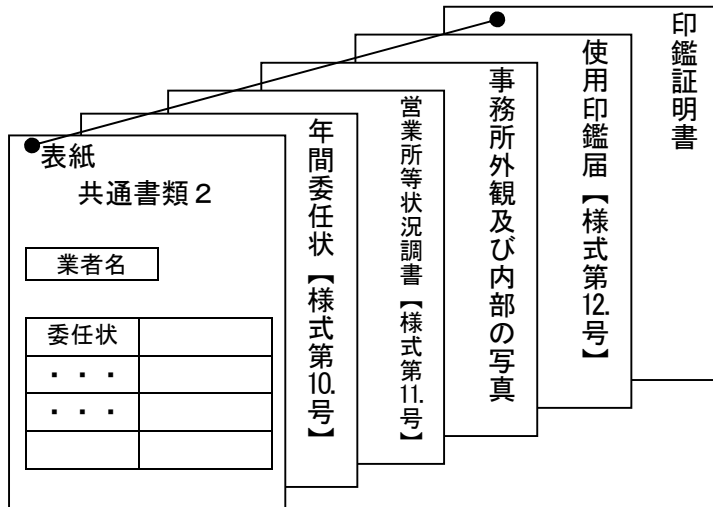 表紙
共通書類２
業者名
委任状
・・・
・・・
年間委任状【様式第10.号】
営業所等状況調書【様式第11.号】
事務所外観及び内部の写真
使用印鑑届【様式第12.号】
印鑑証明書